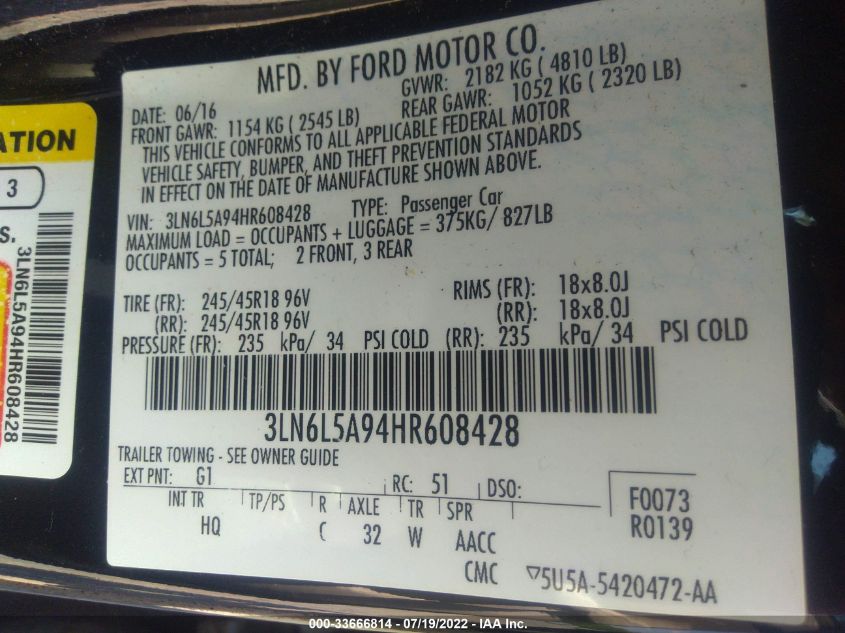 MFD. BY FORD MOTOR CO.
DATE: 06/16 GVWR: 2182 KG ( 4810 LB)
FRONT GAWR: 1154 KG ( 2545 LB) REAR GAWR: 1052 KG ( 2320 LB)
THIS VEHICLE CONFORMS TO ALL APPLICABLE FEDERAL MOTOR
VEHICLE SAFETY, BUMPER, AND THEFT PREVENTION STANDARDS
IN EFFECT ON THE DATE OF MANUFACTURE SHOWN ABOVE.
VIN: 3LN6L5A94HR608428 TYPE: Passenger Car
MAXIMUM LOAD = OCCUPANTS + LUGGAGE = 375KG/ 827LB
OCCUPANTS = 5 TOTAL; 2 FRONT, 3 REAR
TIRE (FR): 245/45R18 96V RIMS (FR): 18x8.0J
(RR): 245/45R18 96V (RR): 18x8.0J
PRESSURE (FR): 235 kPa/ 34 PSI COLD (RR): 235 kPa/ 34 PSI COLD
3LN6L5A94HR608428
TRAILER TOWING - SEE OWNER GUIDE
EXT PNT: G1 RC: 51 DSO:
INT TR TP/PS R AXLE TR SPR
HQ C 32 W AACC
CMC
F0073
R0139
5U5A-5420472-AA
ATION
3
S.
3LN6L5A94HR608428
000-33666814 - 07/19/2022 - IAA Inc.